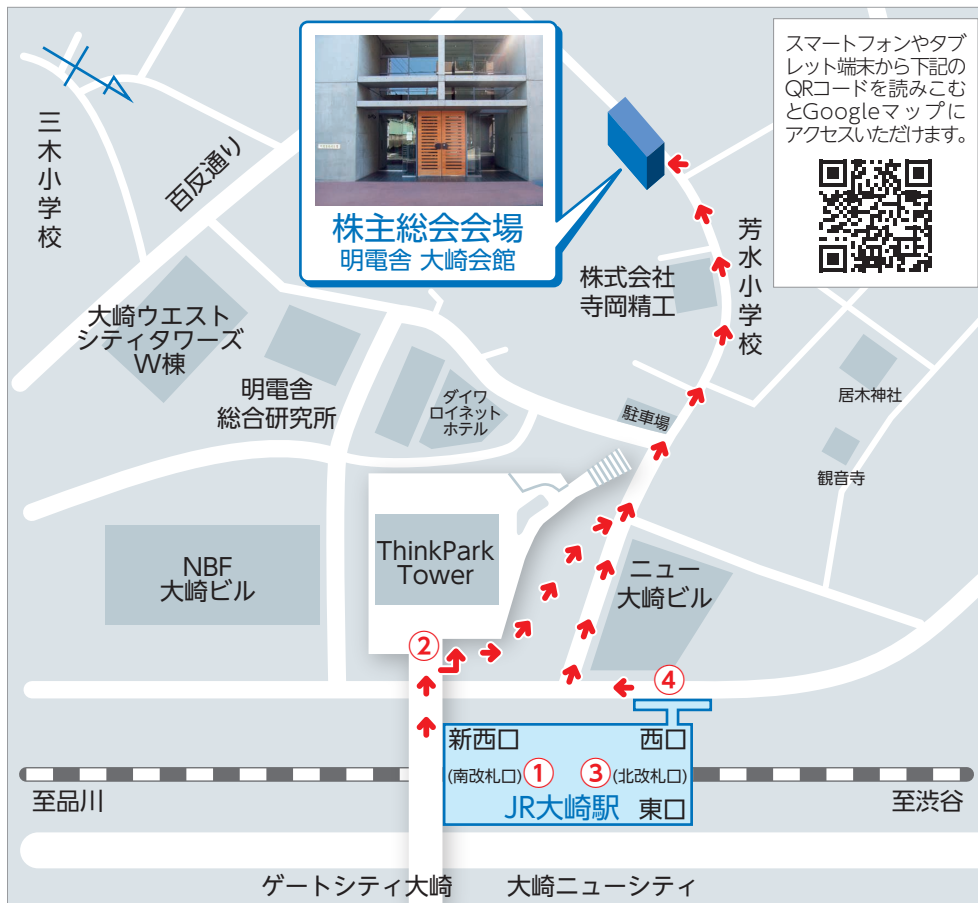 スマートフォンやタブ
レット端末から下記の
QRコードを読みこむ
とGoogleマップに
アクセスいただけます。
三木小学校
百反通り
株主総会会場
明電舎 大崎会館
芳水小学校
株式会社
寺岡精工
大崎ウエスト
シティタワーズ
W棟
明電舎
総合研究所
ダイワ
ロイネット
ホテル
駐車場
居木神社
観音寺
ThinkPark
Tower
NBF
大崎ビル
ニュー
大崎ビル
②
④
新西口
西口
(南改札口)
①
③
(北改札口)
JR大崎駅
東口
至品川
至渋谷
ゲートシティ大崎
大崎ニューシティ